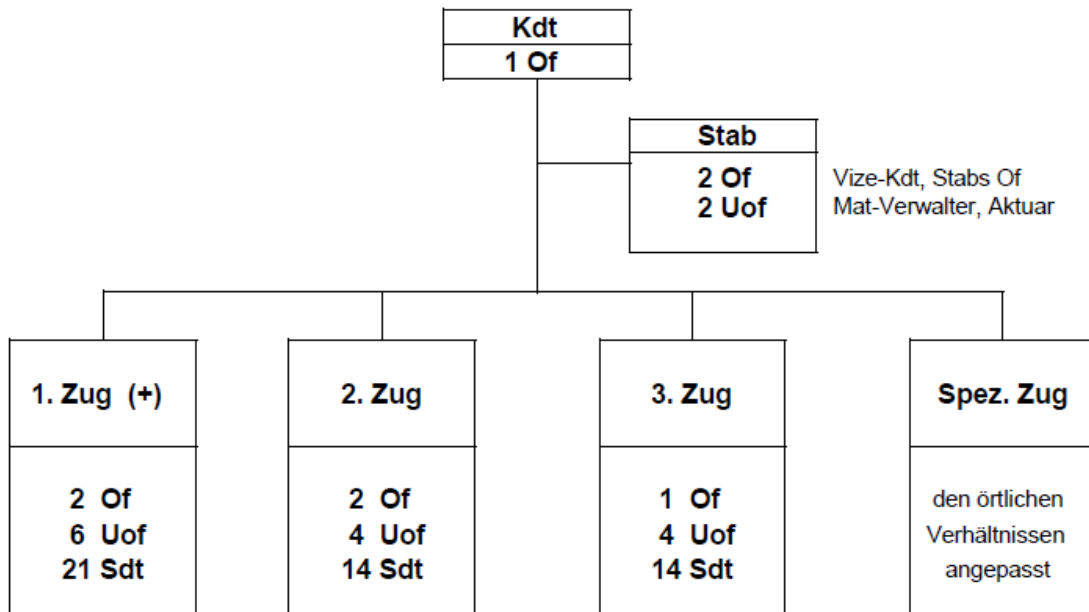 Kdt
1 Of
Stab
2 Of
2 Uof
Vize-Kdt, Stabs Of
Mat-Verwalter, Aktuar
1. Zug (+)
2 Of
6 Uof
21 Sdt
2. Zug
2 Of
4 Uof
14 Sdt
3. Zug
1 Of
4 Uof
14 Sdt
Spez. Zug
den örtlichen
Verhältnissen
angepasst